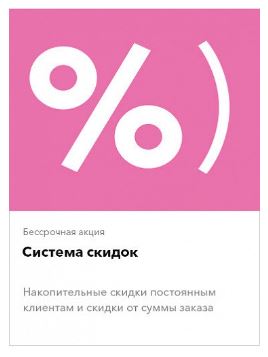 %)
Бессрочная акция
Система скидок
Накопительные скидки постоянным
клиентам и скидки от суммы заказа